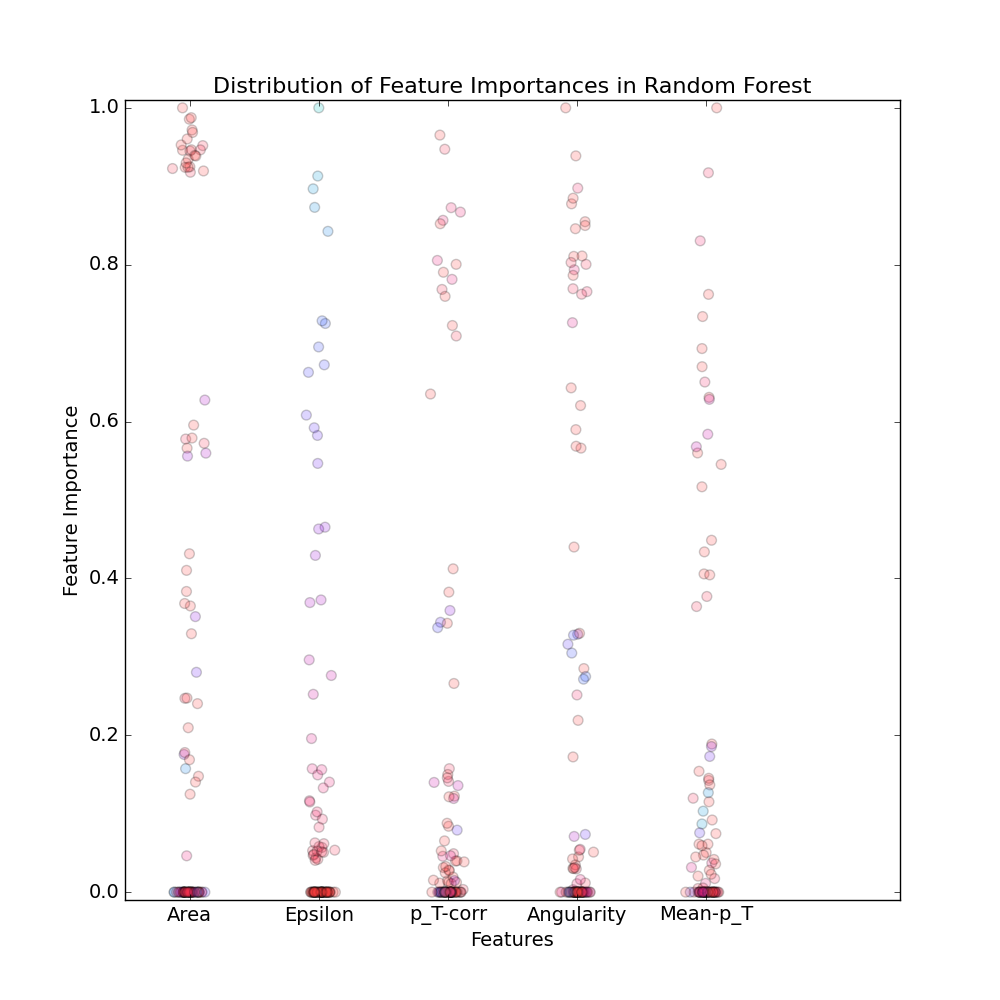 Distribution of Feature Importances in Random Forest
1.0
0.8
0.6
0.4
0.2
0.0
Feature Importance
Area Epsilon p_T-corr Angularity Mean-p_T
Features